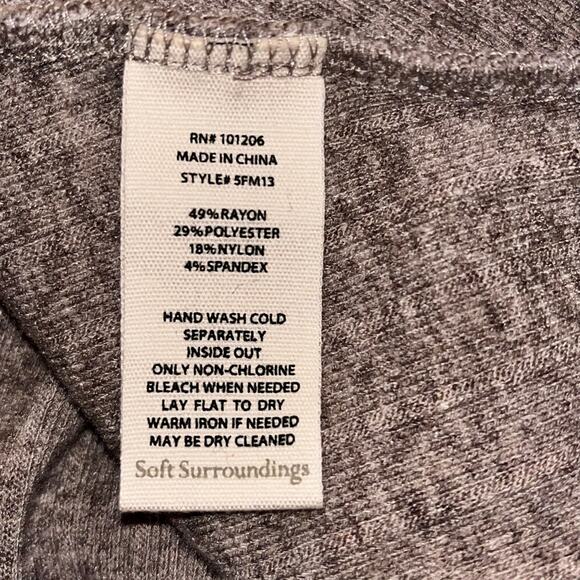 RN# 101206
MADE IN CHINA
STYLE# 5FM13
49%RAYON
29%POLYESTER
18%NYLON
4%SPANDEX
HAND WASH COLD
SEPARATELY
INSIDE OUT
ONLY NON-CHLORINE
BLEACH WHEN NEEDED
LAY FLAT TO DRY
WARM IRON IF NEEDED
MAY BE DRY CLEANED
Soft Surroundings